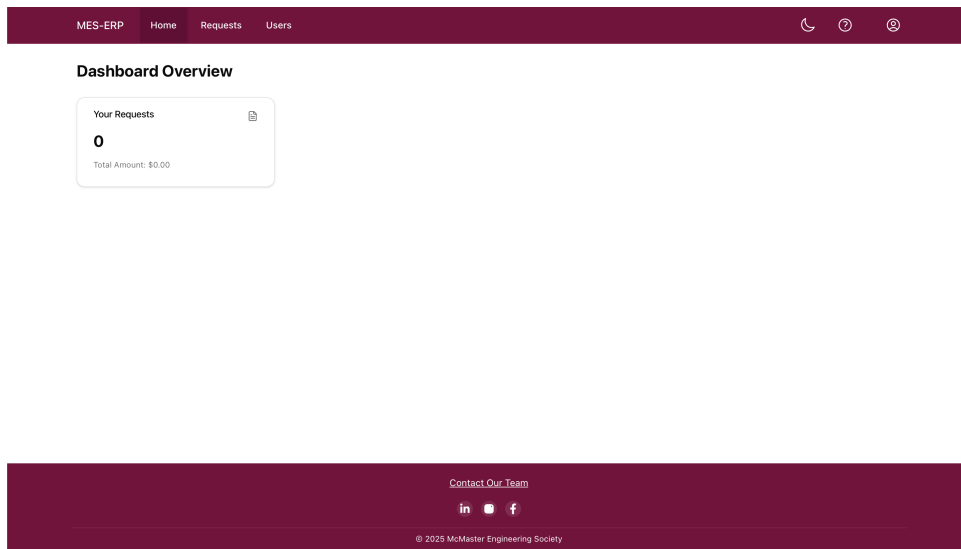 MES-ERP Home Requests Users
Dashboard Overview
Your Requests
0
Total Amount: $0.00
Contact Our Team
© 2025 McMaster Engineering Society